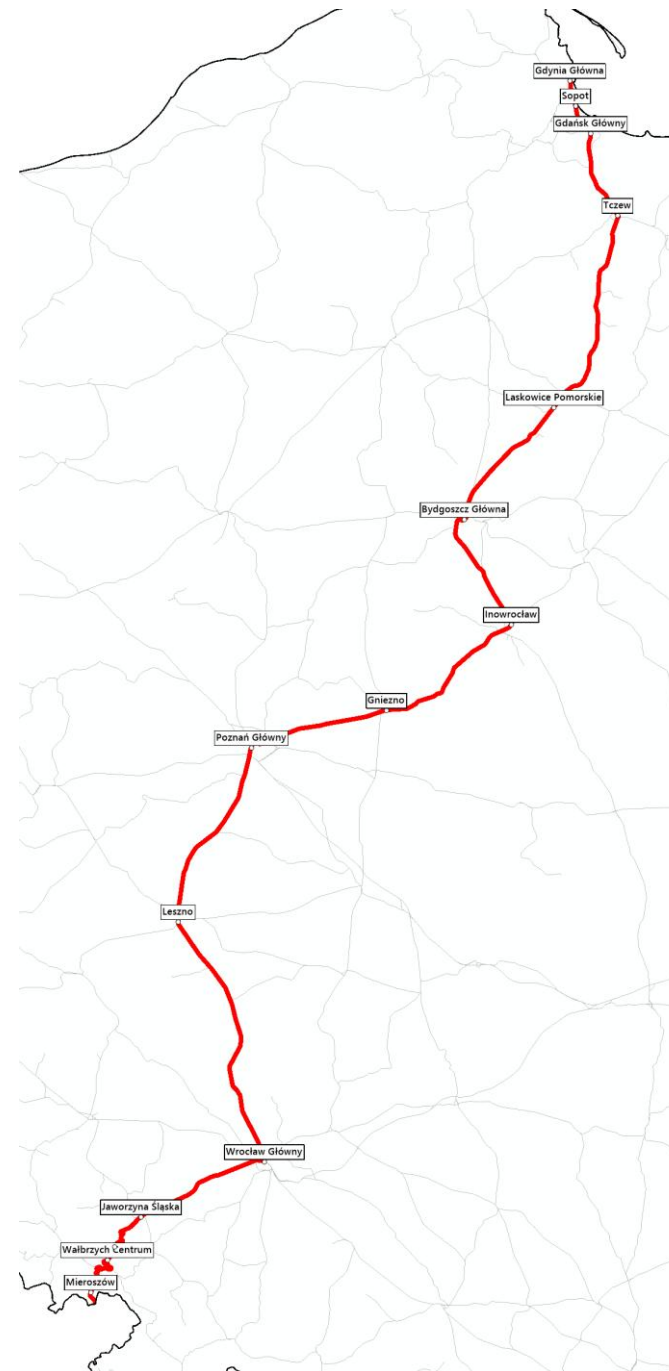 Gdynia Główna
Sopot
Gdańsk Główny
Tczew
Laskowice Pomorskie
Bydgoszcz Główna
Inowrocław
Gniezno
Poznań Główny
Leszno
Wrocław Główny
Jaworzyna Śląska
Wałbrzych Centrum
Mieroszów